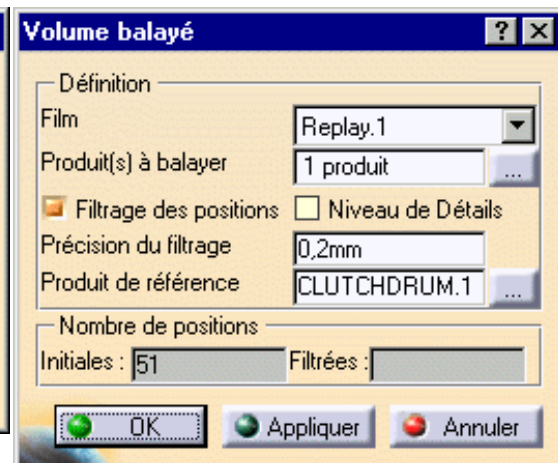 Volume balayé
Définition
Film Replay.1
Produit(s) à balayer 1 produit ...
Filtrage des positions Niveau de Détails
Précision du filtrage 0,2mm
Produit de référence CLUTCHDRUM.1 ...
Nombre de positions
Initiales : 51 Filtrées :
OK Appliquer Annuler